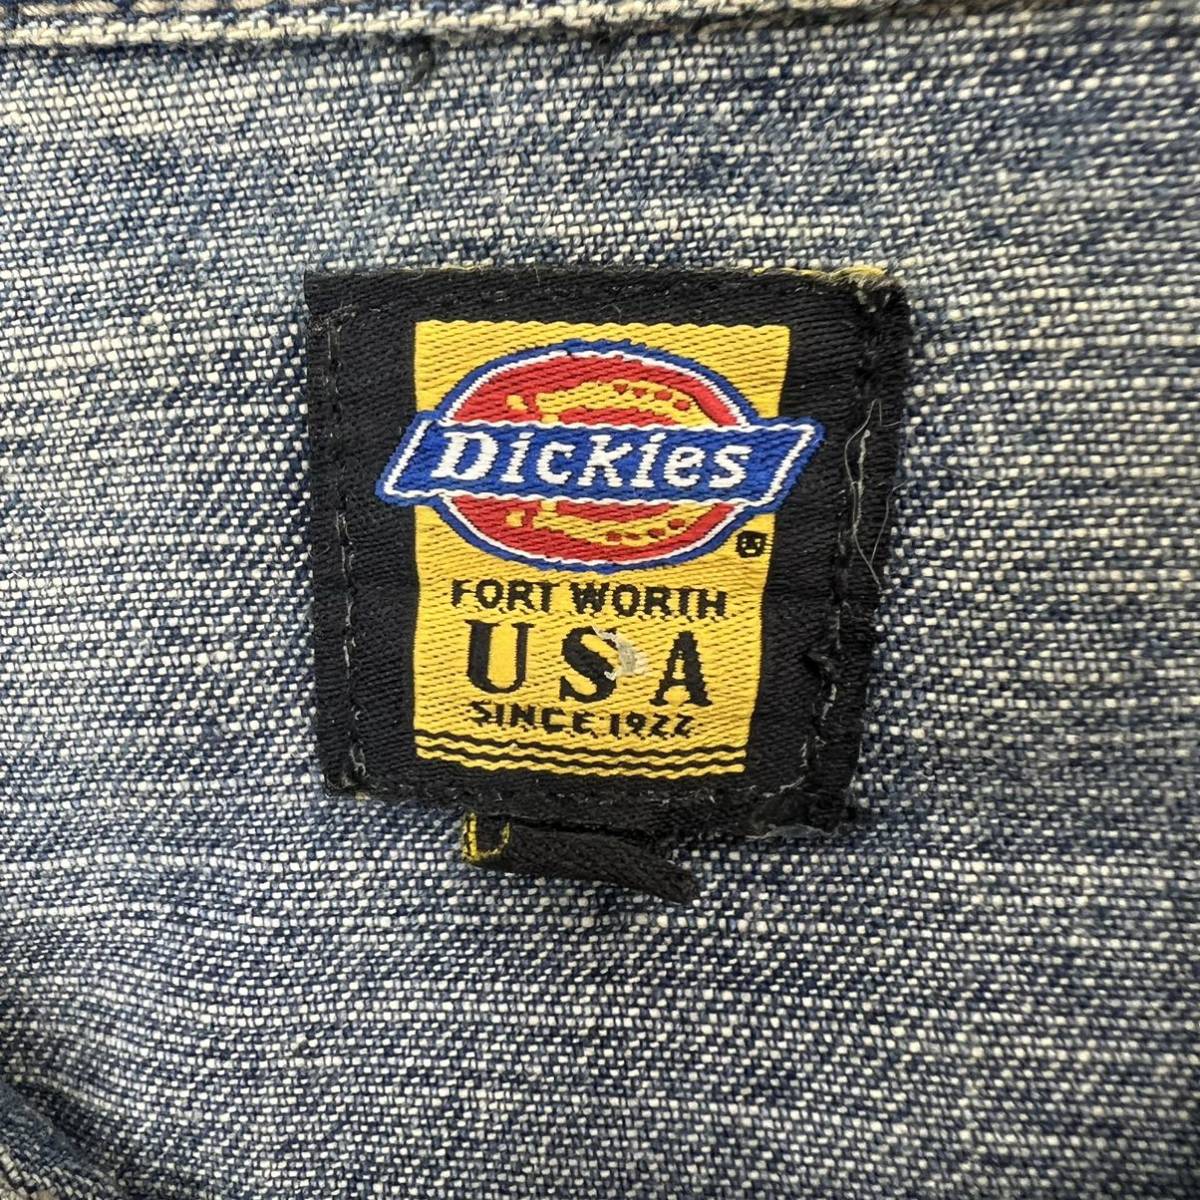 Dickies
®
FORT WORTH
USA
SINCE 1922